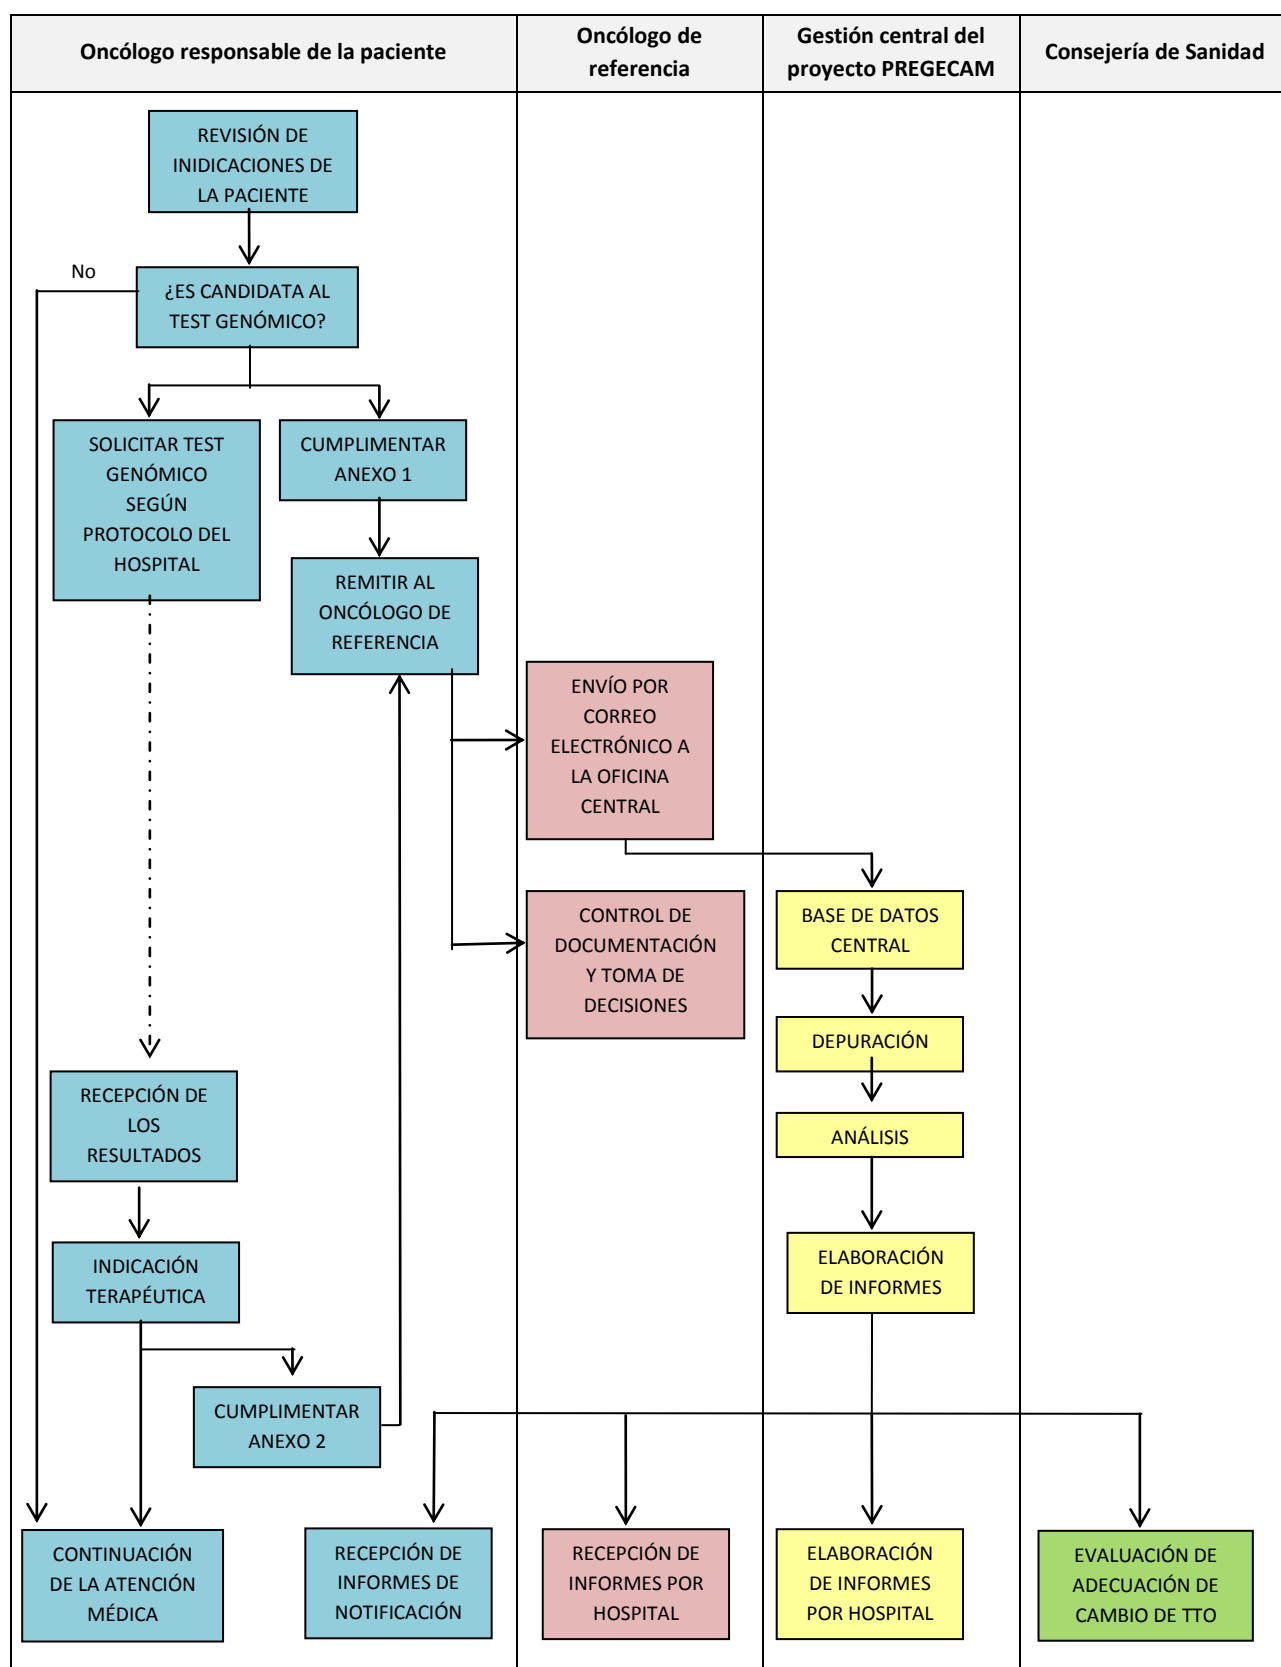 Oncólogo responsable de la paciente
Oncólogo de
referencia
Gestión central del
proyecto PREGECAM
Consejería de Sanidad
REVISIÓN DE
INIDICACIONES DE
LA PACIENTE
No
¿ES CANDIDATA AL
TEST GENÓMICO?
SOLICITAR TEST
GENÓMICO
SEGÚN
PROTOCOLO DEL
HOSPITAL
CUMPLIMENTAR
ANEXO 1
REMITIR AL
ONCÓLOGO DE
REFERENCIA
ENVÍO POR
CORREO
ELECTRÓNICO A
LA OFICINA
CENTRAL
CONTROL DE
DOCUMENTACIÓN
Y TOMA DE
DECISIONES
BASE DE DATOS
CENTRAL
DEPURACIÓN
ANÁLISIS
RECEPCIÓN DE
LOS
RESULTADOS
INDICACIÓN
TERAPÉUTICA
ELABORACIÓN
DE INFORMES
CUMPLIMENTAR
ANEXO 2
CONTINUACIÓN
DE LA ATENCIÓN
MÉDICA
RECEPCIÓN DE
INFORMES DE
NOTIFICACIÓN
RECEPCIÓN DE
INFORMES POR
HOSPITAL
ELABORACIÓN
DE INFORMES
POR HOSPITAL
EVALUACIÓN DE
ADECUACIÓN DE
CAMBIO DE TTO